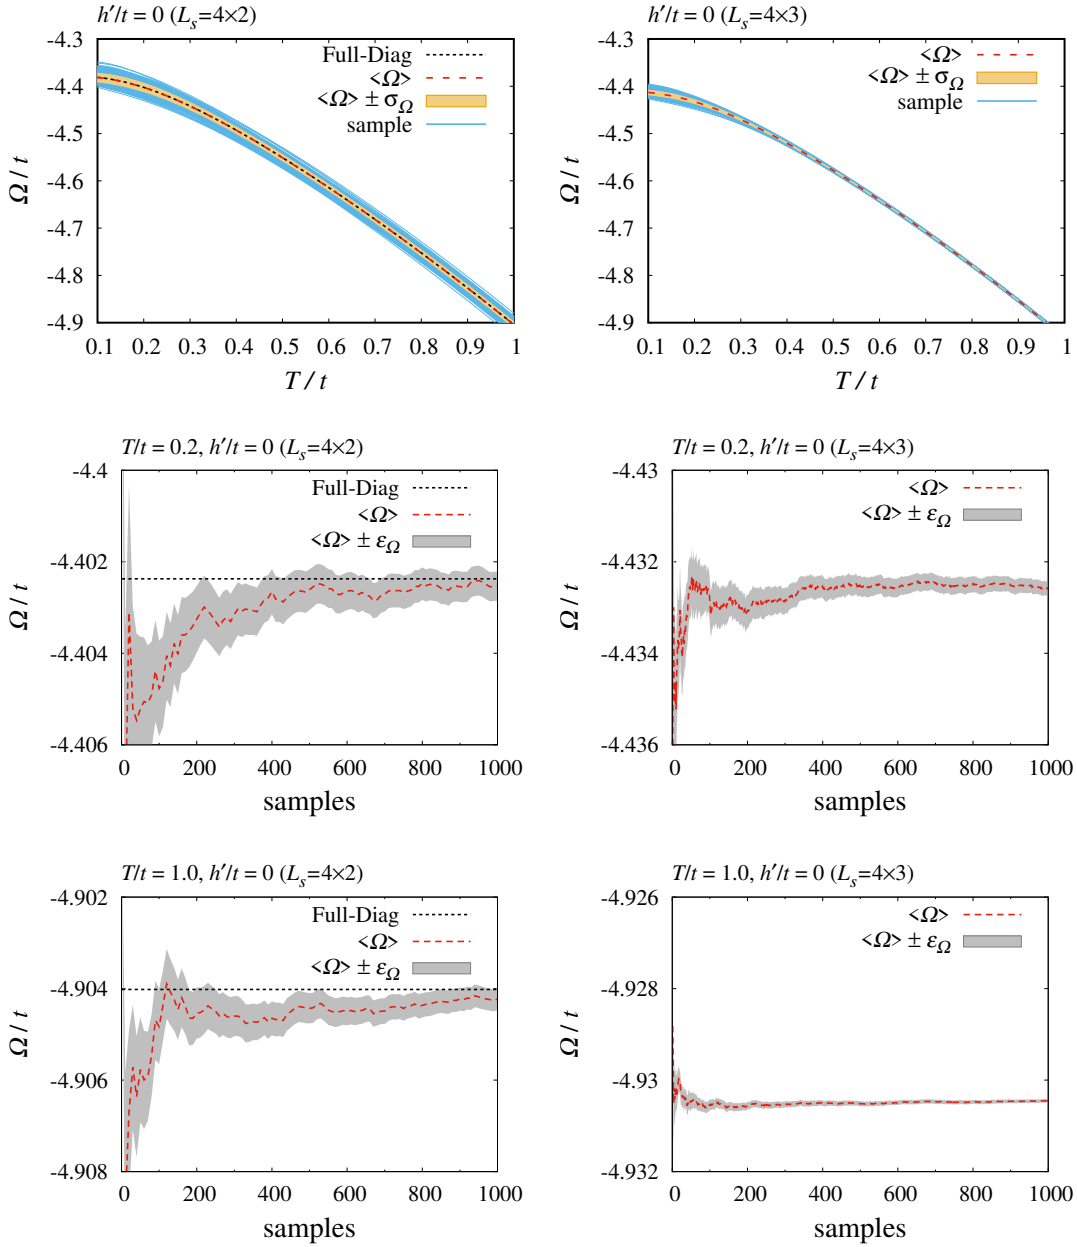 h′/t = 0 (Lₛ=4×2)
-4.3
-4.4
-4.5
-4.6
-4.7
-4.8
-4.9
Ω / t
Full-Diag
<Ω>
<Ω> ± σ_Ω
sample
0.1 0.2 0.3 0.4 0.5 0.6 0.7 0.8 0.9 1
T / t
h′/t = 0 (Lₛ=4×3)
-4.3
-4.4
-4.5
-4.6
-4.7
-4.8
-4.9
Ω / t
<Ω>
<Ω> ± σ_Ω
sample
0.1 0.2 0.3 0.4 0.5 0.6 0.7 0.8 0.9 1
T / t
T/t = 0.2, h′/t = 0 (Lₛ=4×2)
-4.4
-4.402
-4.404
-4.406
Ω / t
Full-Diag
<Ω>
<Ω> ± ε_Ω
0 200 400 600 800 1000
samples
T/t = 0.2, h′/t = 0 (Lₛ=4×3)
-4.43
-4.432
-4.434
-4.436
Ω / t
<Ω>
<Ω> ± ε_Ω
0 200 400 600 800 1000
samples
T/t = 1.0, h′/t = 0 (Lₛ=4×2)
-4.902
-4.904
-4.906
-4.908
Ω / t
Full-Diag
<Ω>
<Ω> ± ε_Ω
0 200 400 600 800 1000
samples
T/t = 1.0, h′/t = 0 (Lₛ=4×3)
-4.926
-4.928
-4.93
-4.932
Ω / t
<Ω>
<Ω> ± ε_Ω
0 200 400 600 800 1000
samples